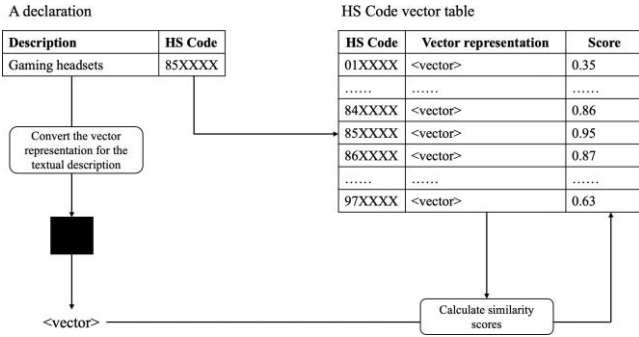 A declaration
Description HS Code
Gaming headsets 85XXXX
Convert the vector
representation for the
textual description
<vector>
HS Code vector table
HS Code Vector representation Score
01XXXX <vector> 0.35
...... ...... ......
84XXXX <vector> 0.86
85XXXX <vector> 0.95
86XXXX <vector> 0.87
...... ...... ......
97XXXX <vector> 0.63
Calculate similarity
scores